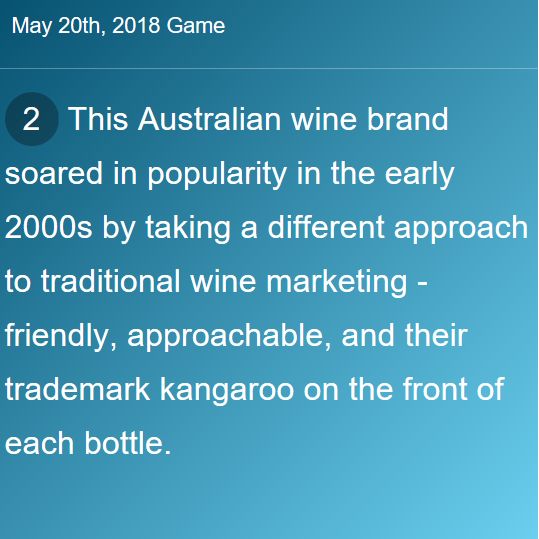 May 20th, 2018 Game
2 This Australian wine brand
soared in popularity in the early
2000s by taking a different approach
to traditional wine marketing -
friendly, approachable, and their
trademark kangaroo on the front of
each bottle.